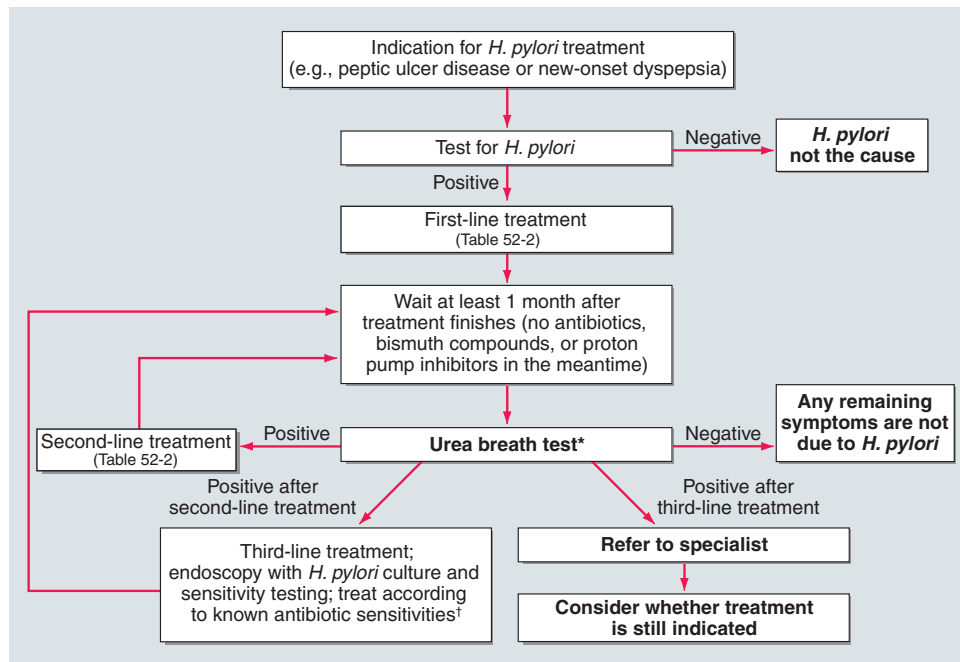 Indication for H. pylori treatment
(e.g., peptic ulcer disease or new-onset dyspepsia)
Test for H. pylori
Negative
H. pylori
not the cause
Positive
First-line treatment
(Table 52-2)
Wait at least 1 month after
treatment finishes (no antibiotics,
bismuth compounds, or proton
pump inhibitors in the meantime)
Second-line treatment
(Table 52-2)
Positive
Urea breath test*
Negative
Any remaining
symptoms are not
due to H. pylori
Positive after
second-line treatment
Positive after
third-line treatment
Third-line treatment;
endoscopy with H. pylori culture and
sensitivity testing; treat according
to known antibiotic sensitivities†
Refer to specialist
Consider whether treatment
is still indicated